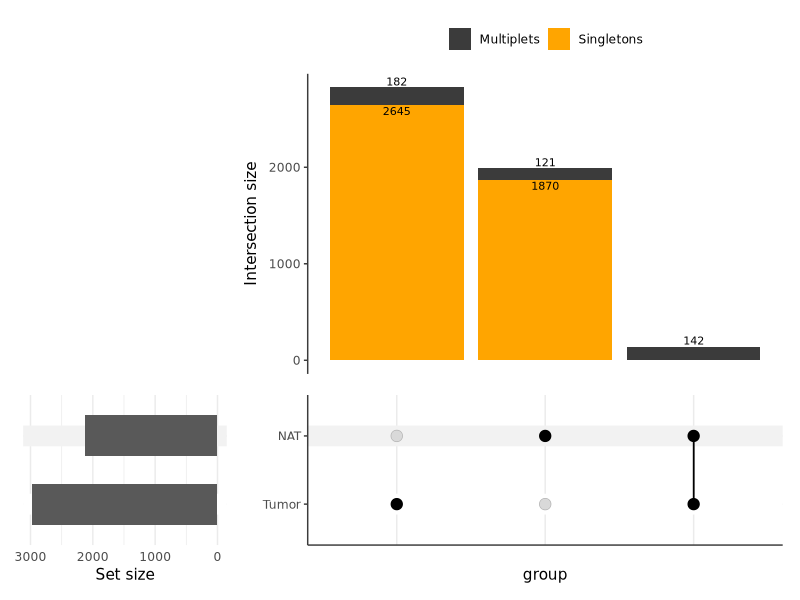 Multiplets Singletons
182
2645
121
1870
142
2000
1000
0
Intersection size
NAT
Tumor
3000 2000 1000 0
Set size
group